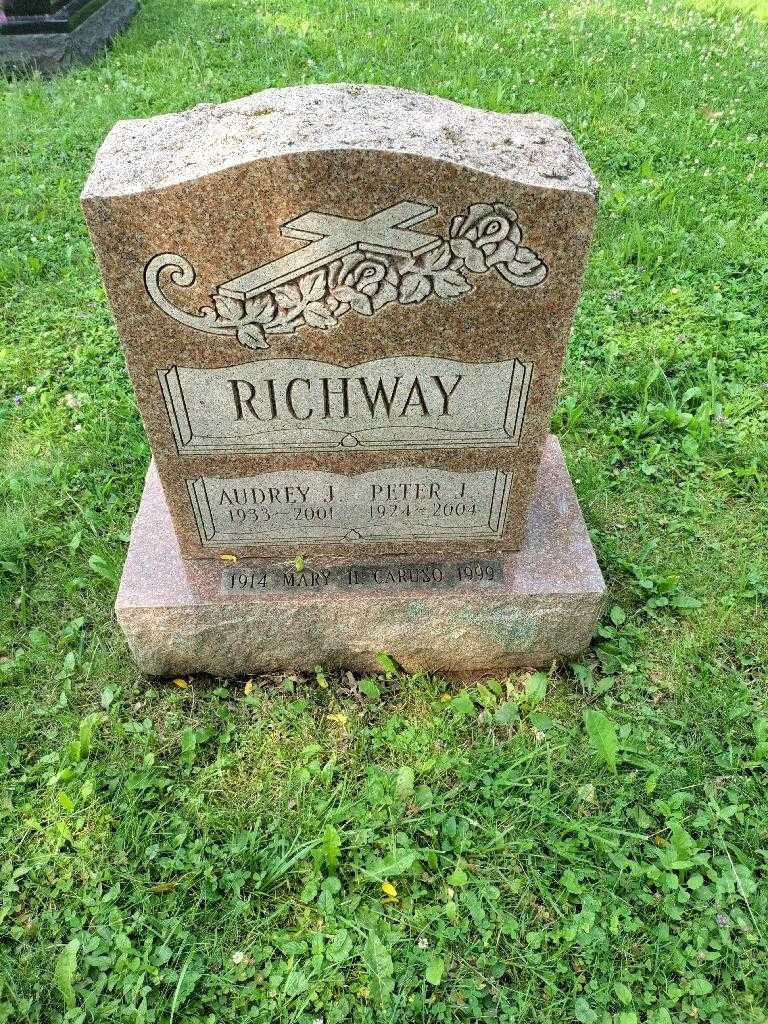 RICHWAY
AUDREY J. PETER J.
1933-2001 1924-2004
1914 MARY H. CARUSO 1999